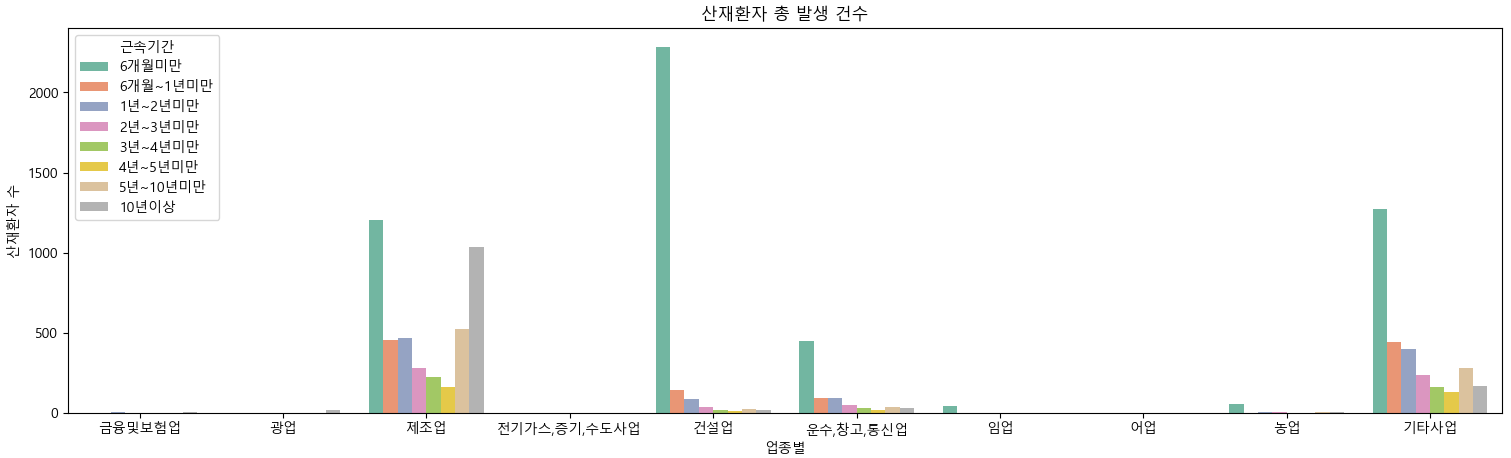 산재환자 총 발생 건수
근속기간
6개월미만
6개월~1년미만
1년~2년미만
2년~3년미만
3년~4년미만
4년~5년미만
5년~10년미만
10년이상
산재환자 수
2000
1500
1000
500
0
금융및보험업 광업 제조업 전기가스,증기,수도사업 건설업 운수,창고,통신업 임업 어업 농업 기타사업
업종별